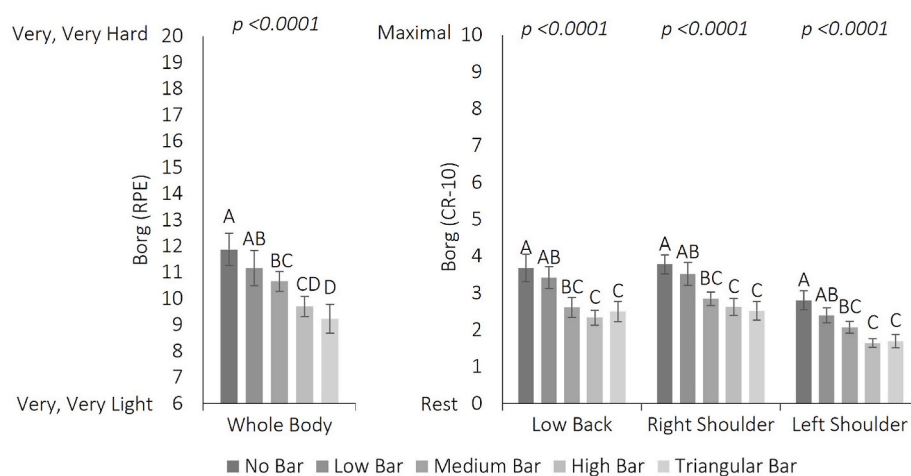 Very, Very Hard
p <0.0001
20
19
18
17
16
15
14
13
12
11
10
9
8
7
6
Borg (RPE)
A
AB
BC
CD
D
Very, Very Light
Whole Body
Maximal
p <0.0001 p <0.0001 p <0.0001
10
9
8
7
6
5
4
3
2
1
0
Borg (CR-10)
A AB BC C C
A AB BC C C
A AB BC C C
Rest
Low Back Right Shoulder Left Shoulder
No Bar Low Bar Medium Bar High Bar Triangular Bar